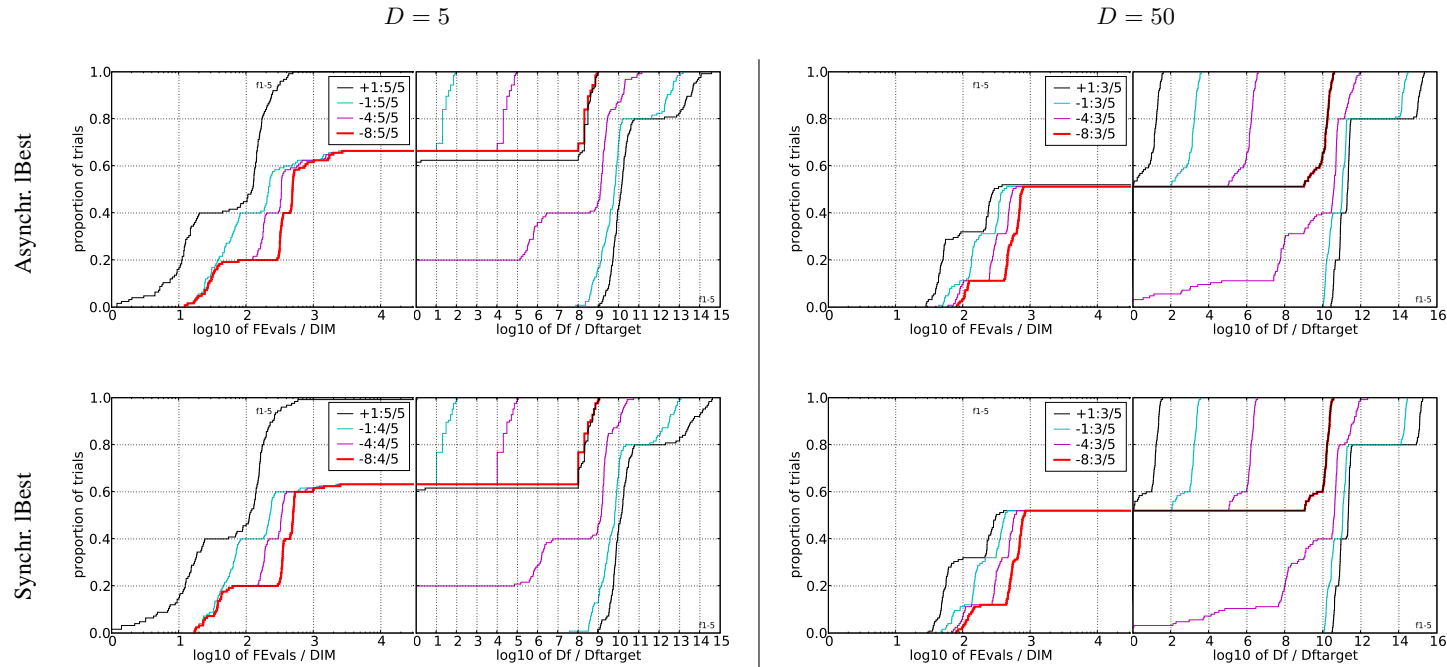 D = 5
D = 50
Asynchr. lBest
proportion of trials
1.0
0.8
0.6
0.4
0.2
0.0
f1-5
+1:5/5
-1:5/5
-4:5/5
-8:5/5
1 2 3 4
log10 of FEvals / DIM
0 1 2 3 4 5 6 7 8 9 10 11 12 13 14 15
log10 of Df / Dftarget
f1-5
proportion of trials
1.0
0.8
0.6
0.4
0.2
0.0
f1-5
+1:3/5
-1:3/5
-4:3/5
-8:3/5
0 1 2 3 4
log10 of FEvals / DIM
0 2 4 6 8 10 12 14 16
log10 of Df / Dftarget
f1-5
Synchr. lBest
proportion of trials
1.0
0.8
0.6
0.4
0.2
0.0
f1-5
+1:5/5
-1:4/5
-4:4/5
-8:4/5
0 1 2 3 4
log10 of FEvals / DIM
0 1 2 3 4 5 6 7 8 9 10 11 12 13 14 15
log10 of Df / Dftarget
f1-5
proportion of trials
1.0
0.8
0.6
0.4
0.2
0.0
f1-5
+1:3/5
-1:3/5
-4:3/5
-8:3/5
0 1 2 3 4
log10 of FEvals / DIM
0 2 4 6 8 10 12 14 16
log10 of Df / Dftarget
f1-5